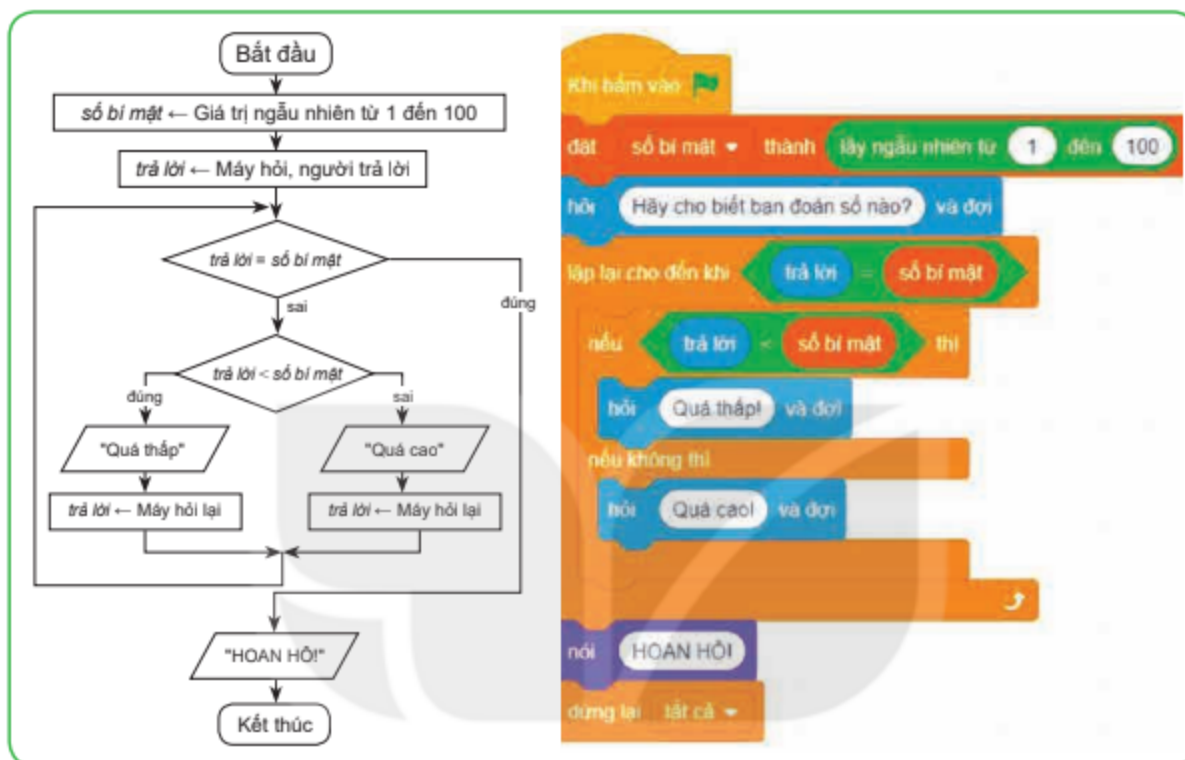 Bắt đầu
số bí mật ← Giá trị ngẫu nhiên từ 1 đến 100
trả lời ← Máy hỏi, người trả lời
trả lời = số bí mật
đúng
sai
trả lời < số bí mật
đúng
sai
"Quá thấp"
"Quá cao"
trả lời ← Máy hỏi lại
trả lời ← Máy hỏi lại
"HOAN HÔ!"
Kết thúc
Khi bấm vào
đặt số bí mật thành lấy ngẫu nhiên từ 1 đến 100
hỏi Hãy cho biết bạn đoán số nào? và đợi
lặp lại cho đến khi trả lời = số bí mật
nếu trả lời < số bí mật thì
hỏi Quá thấp! và đợi
nếu không thì
hỏi Quá cao! và đợi
nói HOAN HÔ!
dừng lại tất cả